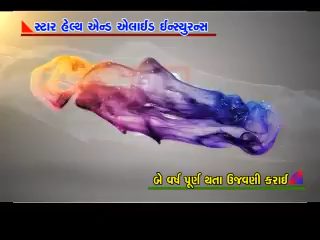 સ્ટાર હેલ્થ એન્ડ એલાઈડ ઈન્સ્યુરન્સ
બે વર્ષ પૂર્ણ થતા ઉજવણી કરાઈ